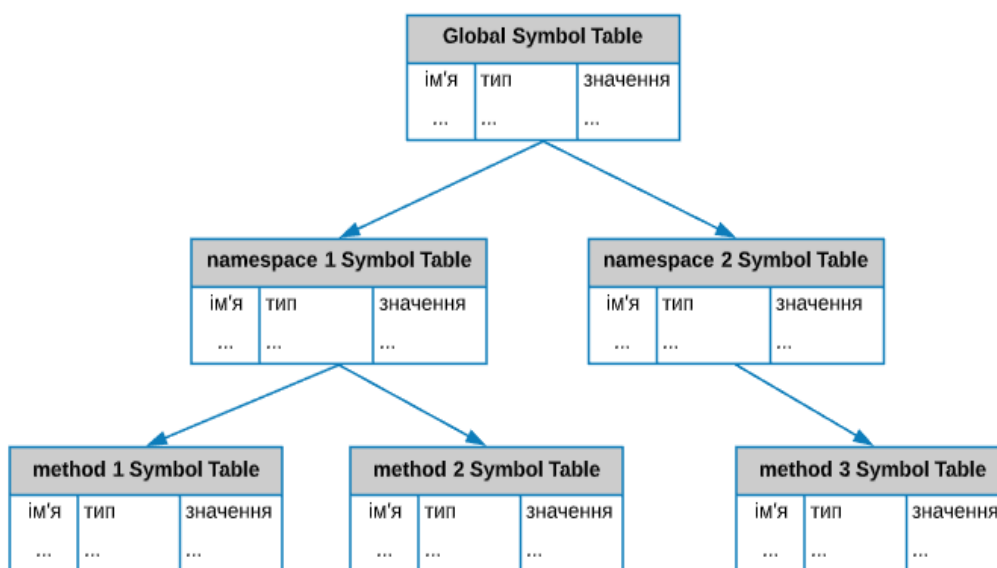 Global Symbol Table
ім'я тип значення
... ... ...
namespace 1 Symbol Table
ім'я тип значення
... ... ...
namespace 2 Symbol Table
ім'я тип значення
... ... ...
method 1 Symbol Table
ім'я тип значення
... ... ...
method 2 Symbol Table
ім'я тип значення
... ... ...
method 3 Symbol Table
ім'я тип значення
... ... ...